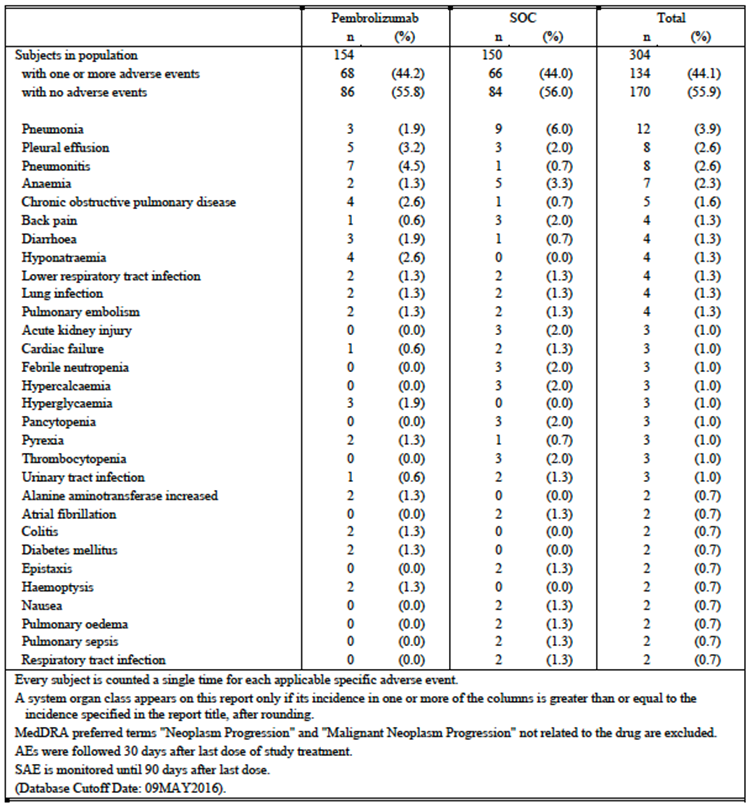 Pembrolizumab SOC Total
n (%) n (%) n (%)
Subjects in population 154 150 304
with one or more adverse events 68 (44.2) 66 (44.0) 134 (44.1)
with no adverse events 86 (55.8) 84 (56.0) 170 (55.9)
Pneumonia 3 (1.9) 9 (6.0) 12 (3.9)
Pleural effusion 5 (3.2) 3 (2.0) 8 (2.6)
Pneumonitis 7 (4.5) 1 (0.7) 8 (2.6)
Anaemia 2 (1.3) 5 (3.3) 7 (2.3)
Chronic obstructive pulmonary disease 4 (2.6) 1 (0.7) 5 (1.6)
Back pain 1 (0.6) 3 (2.0) 4 (1.3)
Diarrhoea 3 (1.9) 1 (0.7) 4 (1.3)
Hyponatraemia 4 (2.6) 0 (0.0) 4 (1.3)
Lower respiratory tract infection 2 (1.3) 2 (1.3) 4 (1.3)
Lung infection 2 (1.3) 2 (1.3) 4 (1.3)
Pulmonary embolism 2 (1.3) 2 (1.3) 4 (1.3)
Acute kidney injury 0 (0.0) 3 (2.0) 3 (1.0)
Cardiac failure 1 (0.6) 2 (1.3) 3 (1.0)
Febrile neutropenia 0 (0.0) 3 (2.0) 3 (1.0)
Hypercalcaemia 0 (0.0) 3 (2.0) 3 (1.0)
Hyperglycaemia 3 (1.9) 0 (0.0) 3 (1.0)
Pancytopenia 0 (0.0) 3 (2.0) 3 (1.0)
Pyrexia 2 (1.3) 1 (0.7) 3 (1.0)
Thrombocytopenia 0 (0.0) 3 (2.0) 3 (1.0)
Urinary tract infection 1 (0.6) 2 (1.3) 3 (1.0)
Alanine aminotransferase increased 2 (1.3) 0 (0.0) 2 (0.7)
Atrial fibrillation 0 (0.0) 2 (1.3) 2 (0.7)
Colitis 2 (1.3) 0 (0.0) 2 (0.7)
Diabetes mellitus 2 (1.3) 0 (0.0) 2 (0.7)
Epistaxis 0 (0.0) 2 (1.3) 2 (0.7)
Haemoptysis 2 (1.3) 0 (0.0) 2 (0.7)
Nausea 0 (0.0) 2 (1.3) 2 (0.7)
Pulmonary oedema 0 (0.0) 2 (1.3) 2 (0.7)
Pulmonary sepsis 0 (0.0) 2 (1.3) 2 (0.7)
Respiratory tract infection 0 (0.0) 2 (1.3) 2 (0.7)
Every subject is counted a single time for each applicable specific adverse event.
A system organ class appears on this report only if its incidence in one or more of the columns is greater than or equal to the
incidence specified in the report title, after rounding.
MedDRA preferred terms "Neoplasm Progression" and "Malignant Neoplasm Progression" not related to the drug are excluded.
AEs were followed 30 days after last dose of study treatment.
SAE is monitored until 90 days after last dose.
(Database Cutoff Date: 09MAY2016).